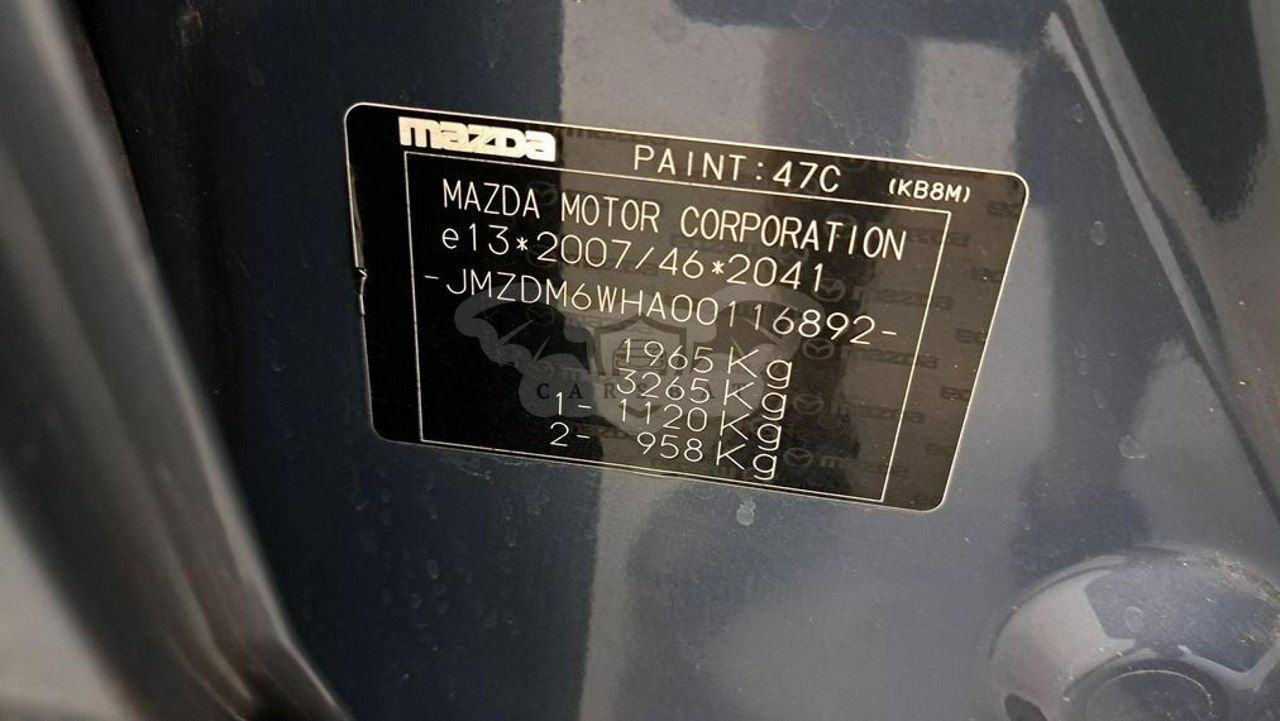 mazda
PAINT: 47C (KB8M)
MAZDA MOTOR CORPORATION
e13*2007/46*2041
-JMZDM6WHA00116892-
1965 Kg
3265 Kg
1- 1120 Kg
2- 958 Kg